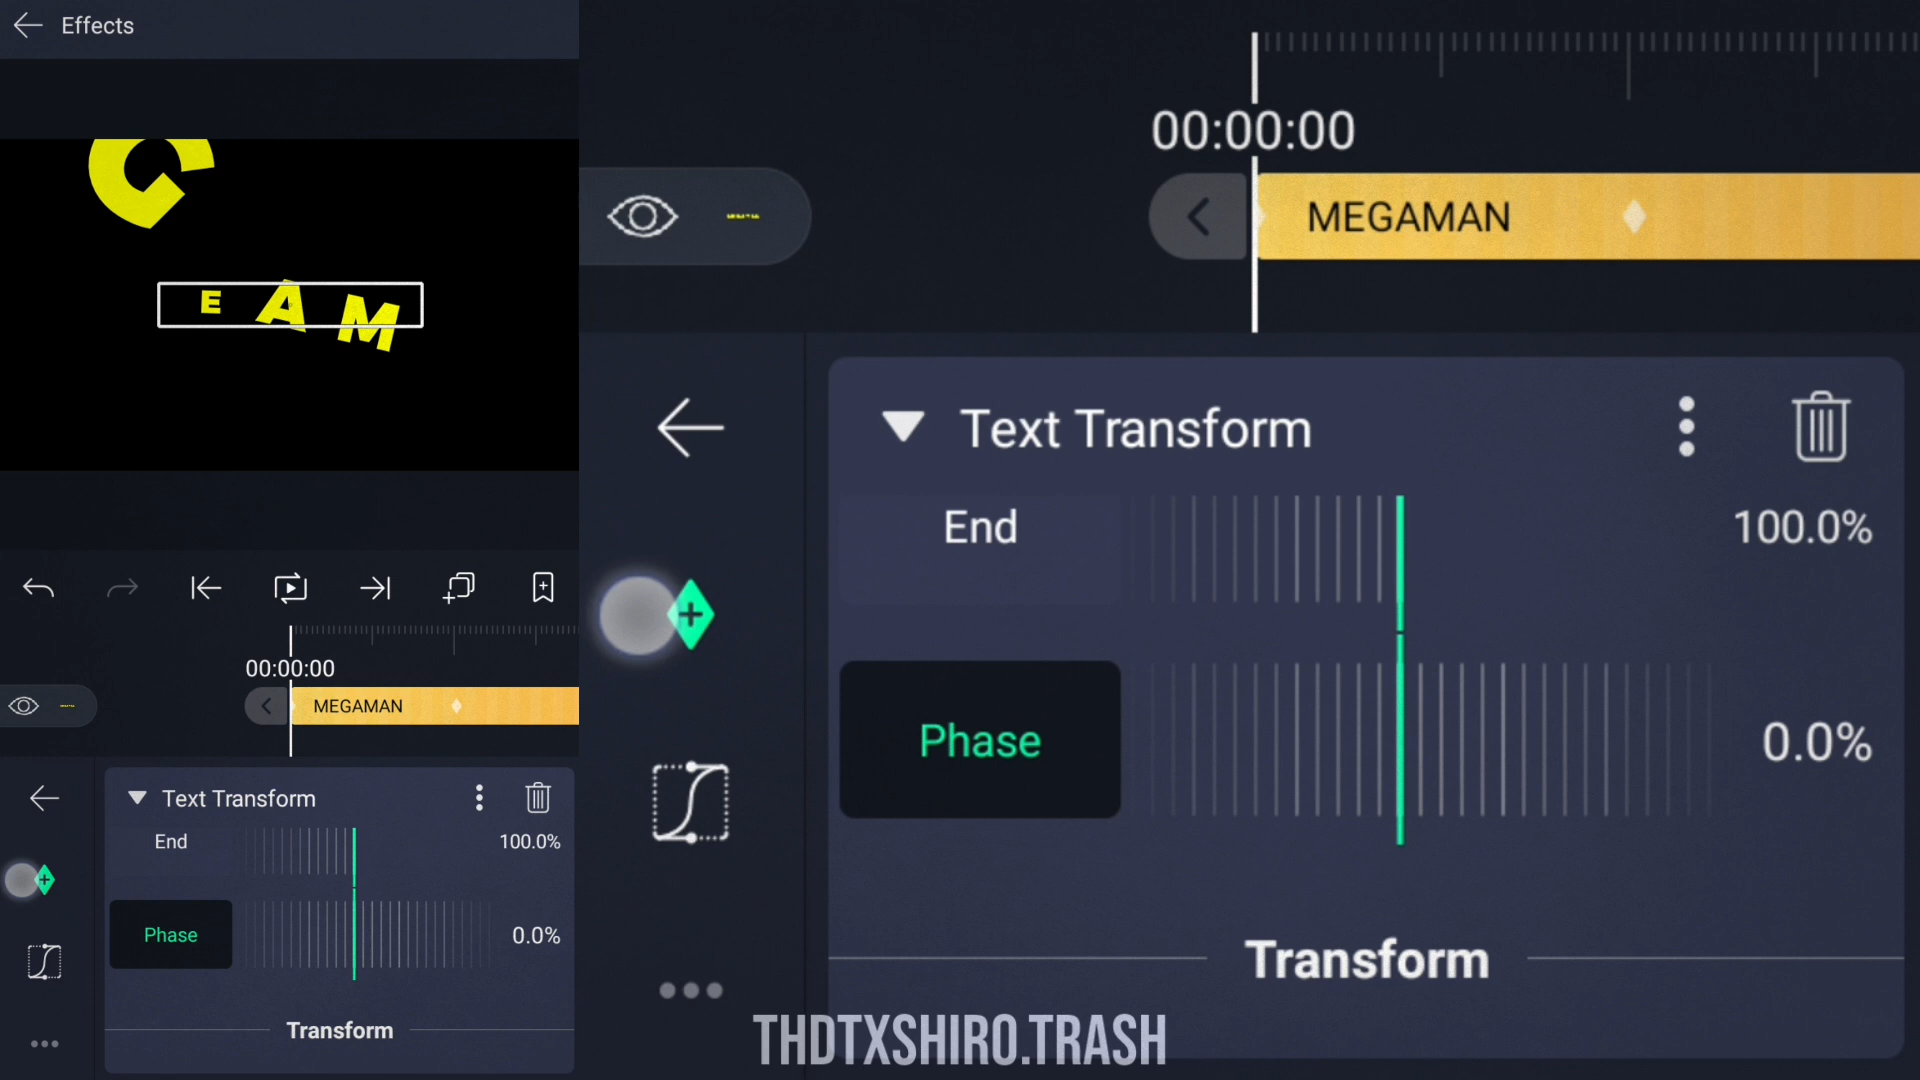 Effects
G
E A M
00:00:00
MEGAMAN
Text Transform
End 100.0%
Phase 0.0%
Transform
00:00:00
MEGAMAN
Text Transform
End 100.0%
Phase 0.0%
Transform
THDTXSHIRO.TRASH